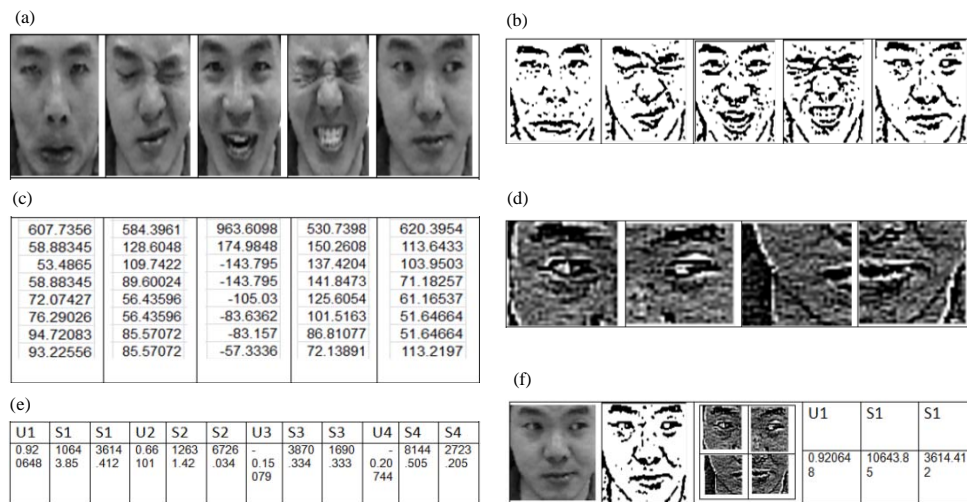 (a)
(b)
(c)
607.7356 584.3961 963.6098 530.7398 620.3954
58.88345 128.6048 174.9848 150.2608 113.6433
53.4865 109.7422 -143.795 137.4204 103.9503
58.88345 89.60024 -143.795 141.8473 71.18257
72.07427 56.43596 -105.03 125.6054 61.16537
76.29026 56.43596 -83.6362 101.5163 51.64664
94.72083 85.57072 -83.157 86.81077 51.64664
93.22556 85.57072 -57.3336 72.13891 113.2197
(d)
(e)
U1 S1 S1 U2 S2 S2 U3 S3 S3 U4 S4 S4
0.92 1064 3614 0.66 1263 6726 - 3870 1690 - 8144 2723
0648 3.85 .412 101 1.42 .034 0.15 .334 .333 0.20 .505 .205
079 744
(f)
U1 S1 S1
0.92064 10643.8 3614.41
8 5 2